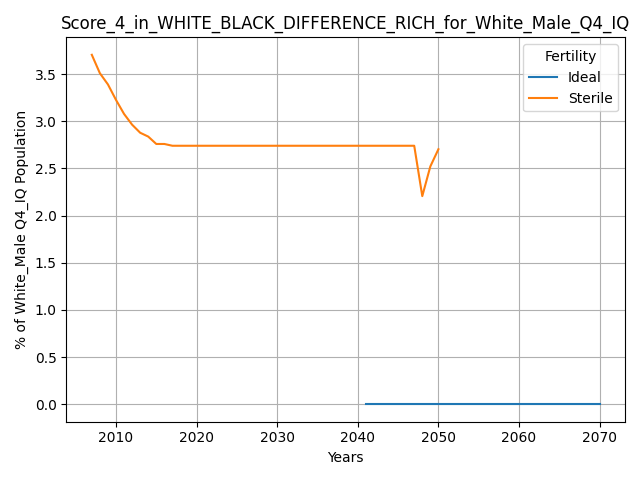 Score_4_in_WHITE_BLACK_DIFFERENCE_RICH_for_White_Male_Q4_IQ
Fertility
Ideal
Sterile
% of White_Male Q4_IQ Population
3.5
3.0
2.5
2.0
1.5
1.0
0.5
0.0
2010 2020 2030 2040 2050 2060 2070
Years